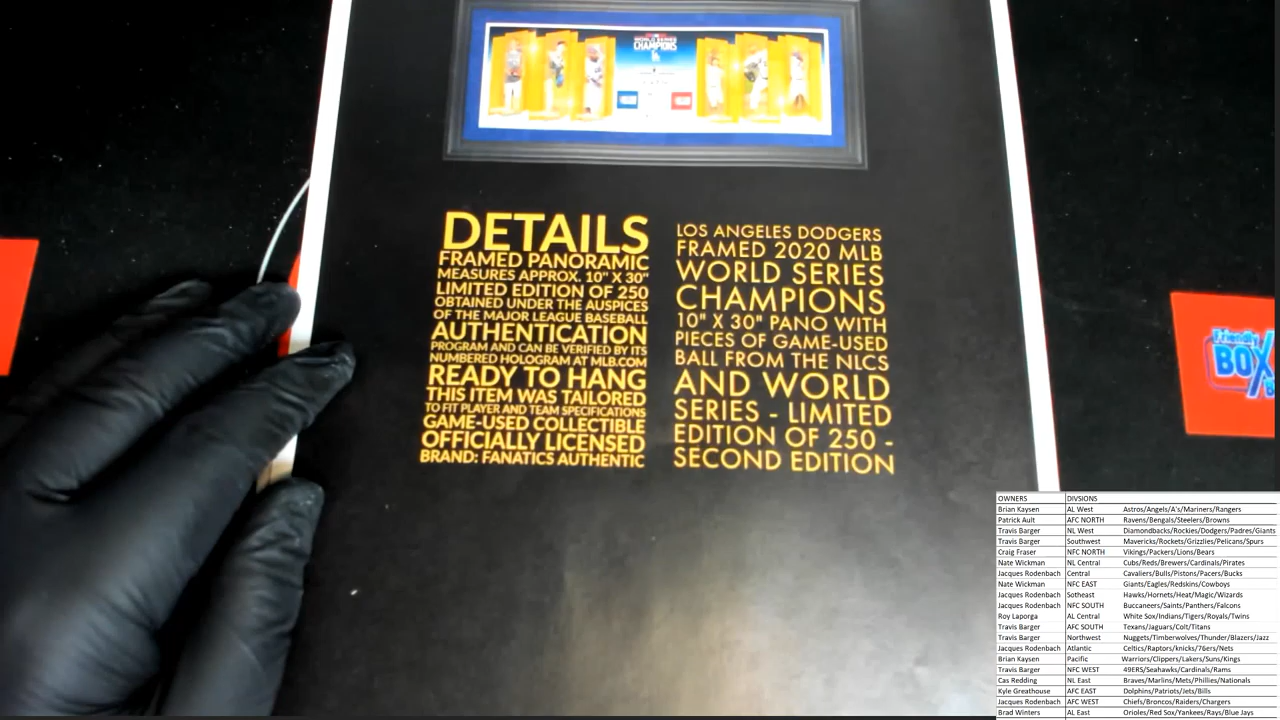 WORLD SERIES
CHAMPIONS
DETAILS
FRAMED PANORAMIC
MEASURES APPROX. 10" X 30"
LIMITED EDITION OF 250
OBTAINED UNDER THE AUSPICES
OF THE MAJOR LEAGUE BASEBALL
AUTHENTICATION
PROGRAM AND CAN BE VERIFIED BY ITS
NUMBERED HOLOGRAM AT MLB.COM
READY TO HANG
THIS ITEM WAS TAILORED
TO FIT PLAYER AND TEAM SPECIFICATIONS
GAME-USED COLLECTIBLE
OFFICIALLY LICENSED
BRAND: FANATICS AUTHENTIC
LOS ANGELES DODGERS
FRAMED 2020 MLB
WORLD SERIES
CHAMPIONS
10" X 30" PANO WITH
PIECES OF GAME-USED
BALL FROM THE NLCS
AND WORLD
SERIES - LIMITED
EDITION OF 250 -
SECOND EDITION
Friendly
BOX
OWNERS DIVSIONS
Brian Kaysen AL West Astros/Angels/A's/Mariners/Rangers
Patrick Ault AFC NORTH Ravens/Bengals/Steelers/Browns
Travis Barger NL West Diamondbacks/Rockies/Dodgers/Padres/Giants
Travis Barger Southwest Mavericks/Rockets/Grizzlies/Pelicans/Spurs
Craig Fraser NFC NORTH Vikings/Packers/Lions/Bears
Nate Wickman NL Central Cubs/Reds/Brewers/Cardinals/Pirates
Jacques Rodenbach Central Cavaliers/Bulls/Pistons/Pacers/Bucks
Nate Wickman NFC EAST Giants/Eagles/Redskins/Cowboys
Jacques Rodenbach Sotheast Hawks/Hornets/Heat/Magic/Wizards
Jacques Rodenbach NFC SOUTH Buccaneers/Saints/Panthers/Falcons
Roy Laporga AL Central White Sox/Indians/Tigers/Royals/Twins
Travis Barger AFC SOUTH Texans/Jaguars/Colt/Titans
Travis Barger Northwest Nuggets/Timberwolves/Thunder/Blazers/Jazz
Jacques Rodenbach Atlantic Celtics/Raptors/knicks/76ers/Nets
Brian Kaysen Pacific Warriors/Clippers/Lakers/Suns/Kings
Travis Barger NFC WEST 49ERS/Seahawks/Cardinals/Rams
Cas Redding NL East Braves/Marlins/Mets/Phillies/Nationals
Kyle Greathouse AFC EAST Dolphins/Patriots/Jets/Bills
Jacques Rodenbach AFC WEST Chiefs/Broncos/Raiders/Chargers
Brad Winters AL East Orioles/Red Sox/Yankees/Rays/Blue Jays